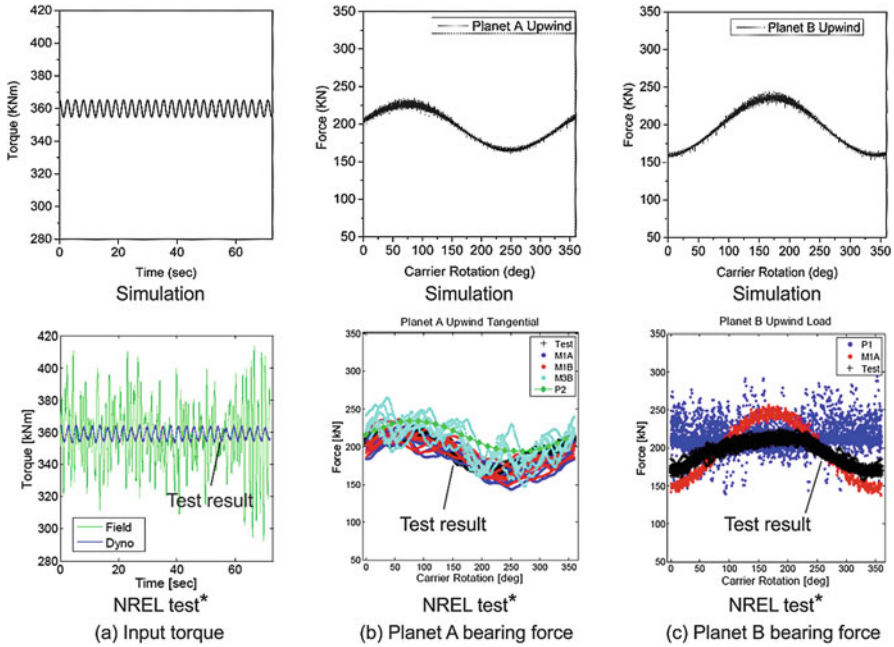 420
400
380
360
340
320
300
280
Torque (KNm)
0 20 40 60
Time (sec)
Simulation
Planet A Upwind
350
300
250
200
150
100
50
Force (KN)
0 50 100 150 200 250 300 350
Carrier Rotation (deg)
Simulation
Planet B Upwind
350
300
250
200
150
100
50
Force (KN)
0 50 100 150 200 250 300 350
Carrier Rotation (deg)
Simulation
420
400
380
360
340
320
300
280
Torque [kNm]
Test result
Field
Dyno
0 20 40 60
Time [sec]
NREL test*
(a) Input torque
Planet A Upwind Tangential
Test
M1A
M1B
M3B
P2
350
300
250
200
150
100
50
Force [kN]
Test result
0 50 100 150 200 250 300 350
Carrier Rotation [deg]
NREL test*
(b) Planet A bearing force
Planet B Upwind Load
P1
M1A
Test
350
300
250
200
150
100
50
Force [kN]
Test result
0 50 100 150 200 250 300 350
Carrier Rotation [deg]
NREL test*
(c) Planet B bearing force